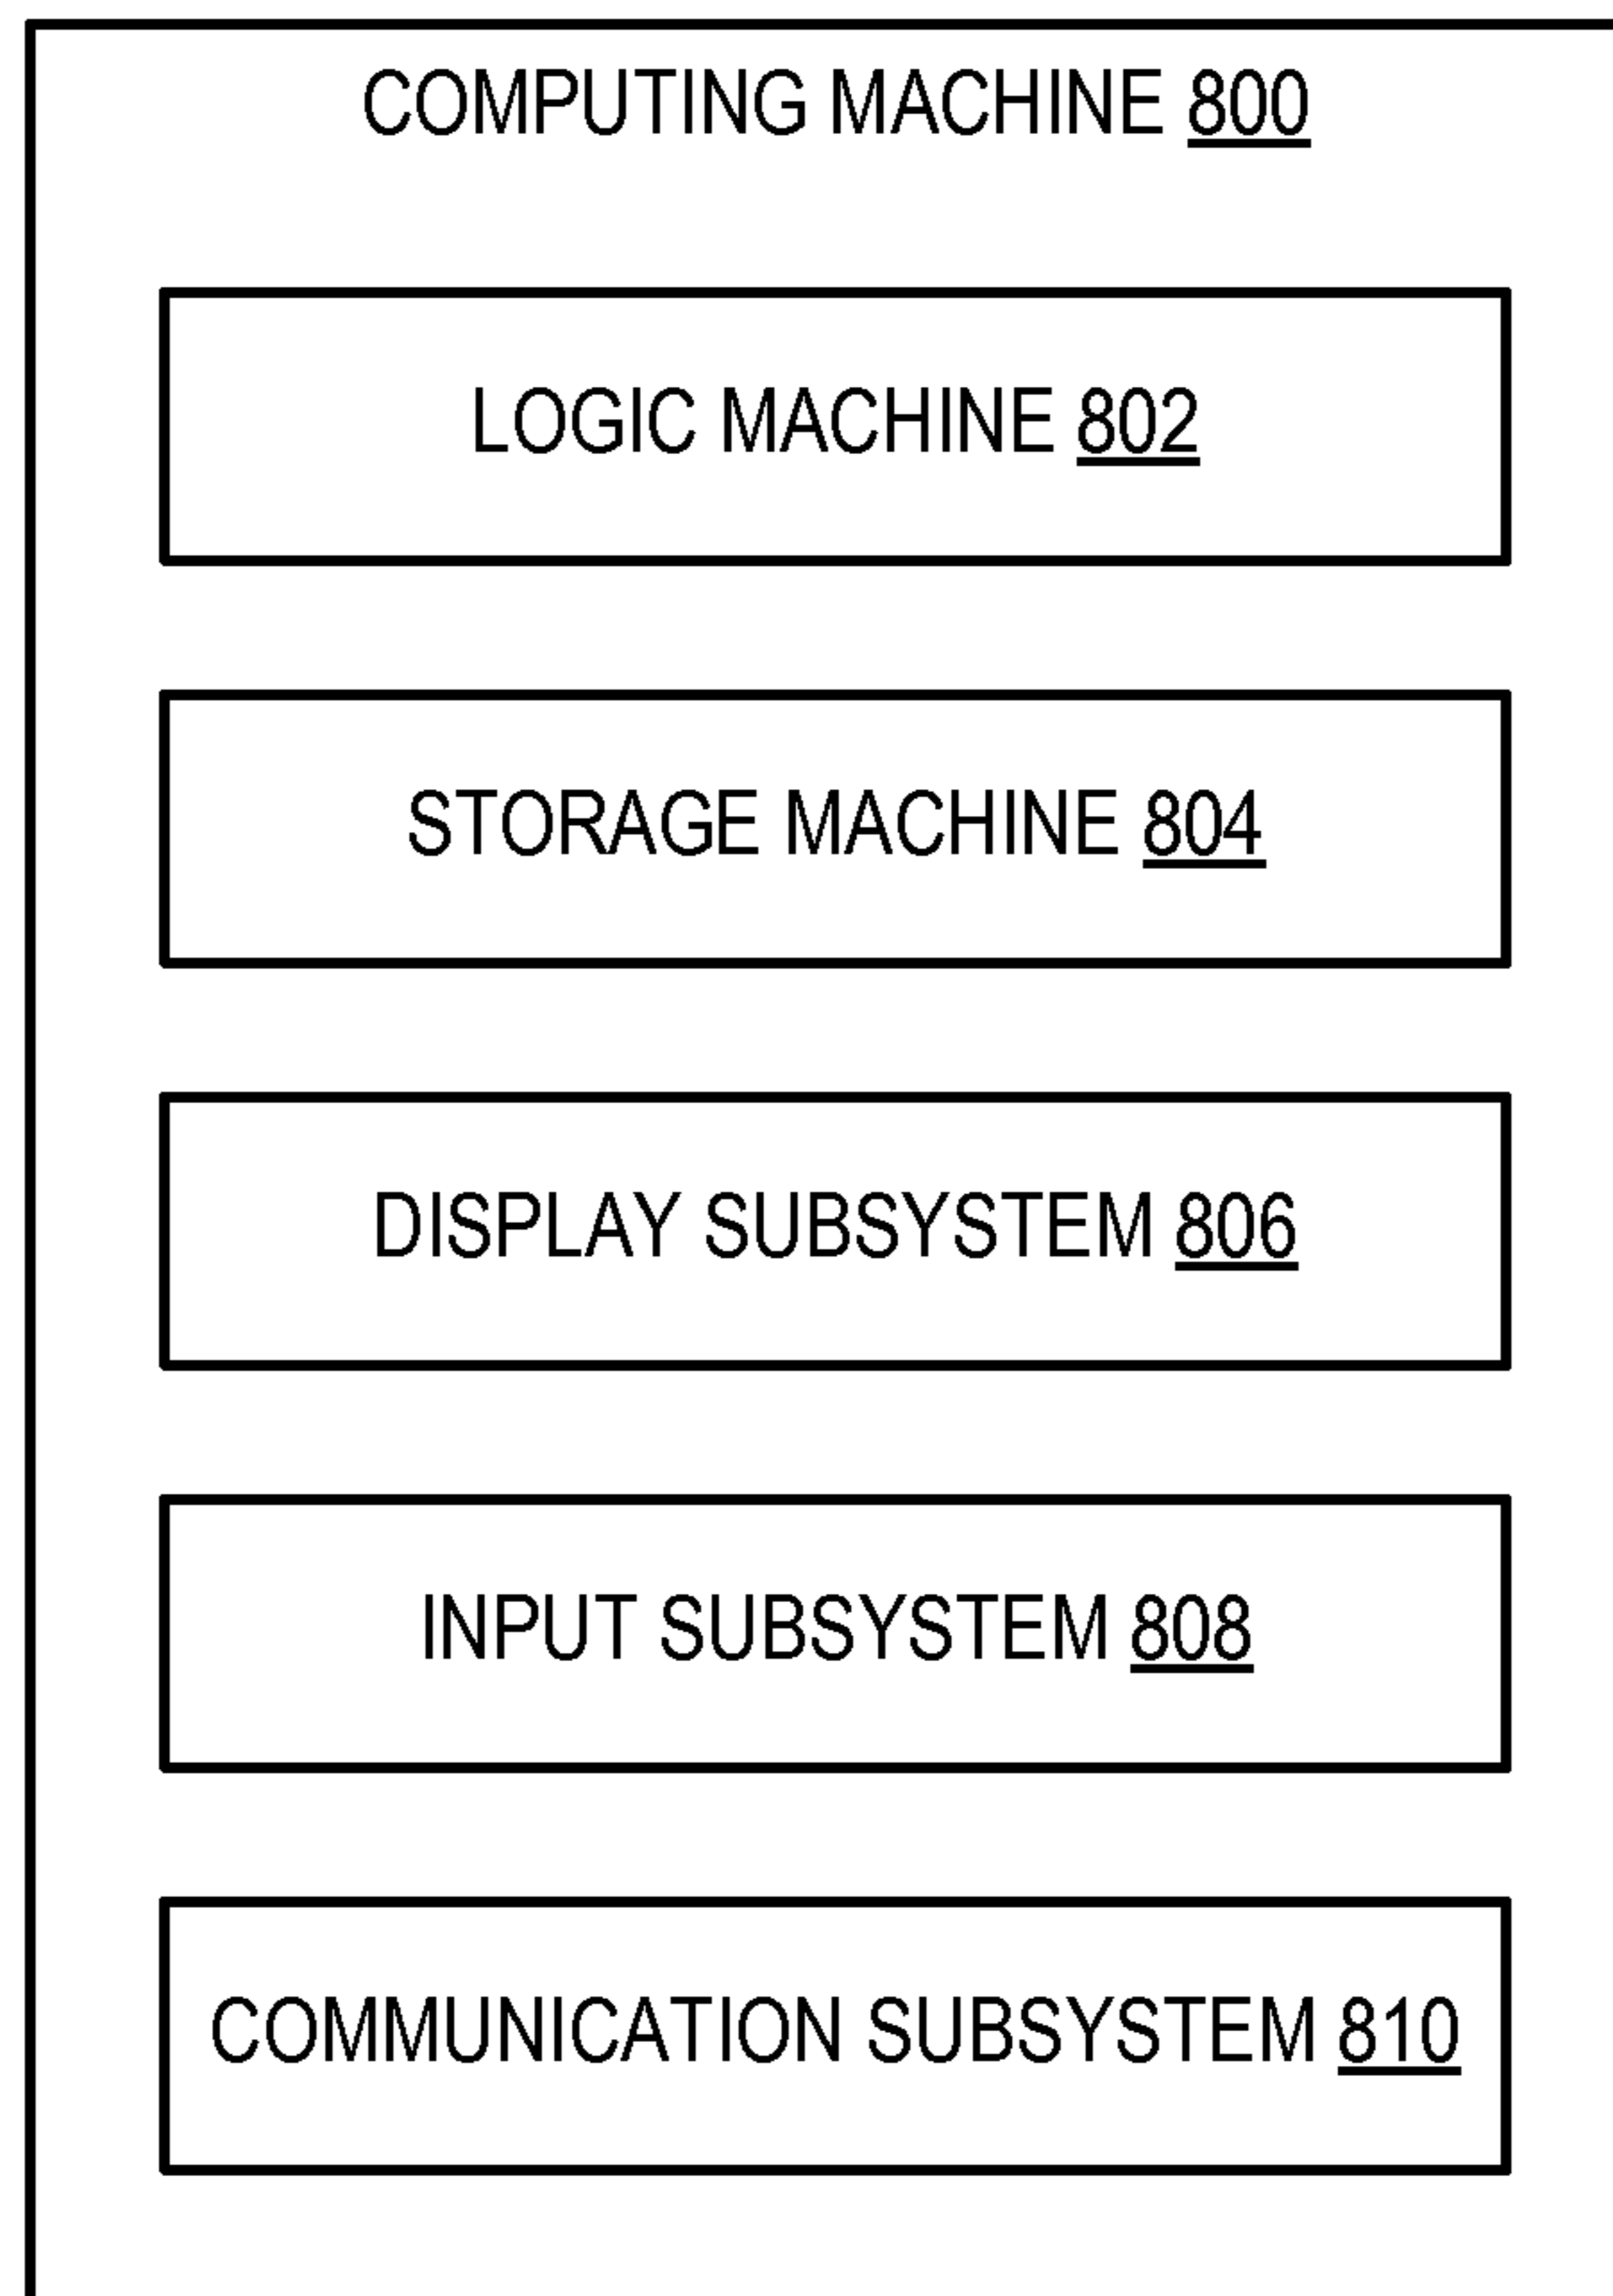 COMPUTING MACHINE 800
LOGIC MACHINE 802
STORAGE MACHINE 804
DISPLAY SUBSYSTEM 806
INPUT SUBSYSTEM 808
COMMUNICATION SUBSYSTEM 810